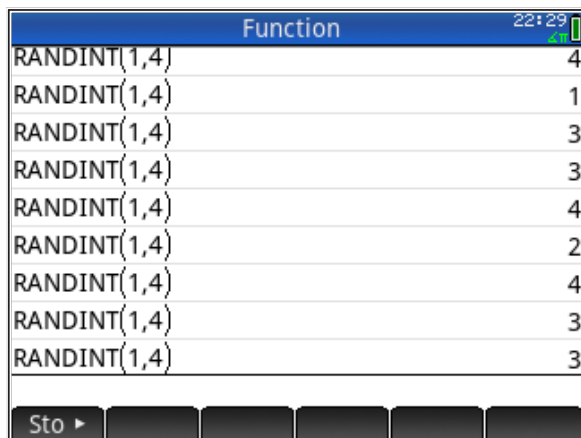 Function 22:29
∡π
RANDINT(1,4) 4
RANDINT(1,4) 1
RANDINT(1,4) 3
RANDINT(1,4) 3
RANDINT(1,4) 4
RANDINT(1,4) 2
RANDINT(1,4) 4
RANDINT(1,4) 3
RANDINT(1,4) 3
Sto ►